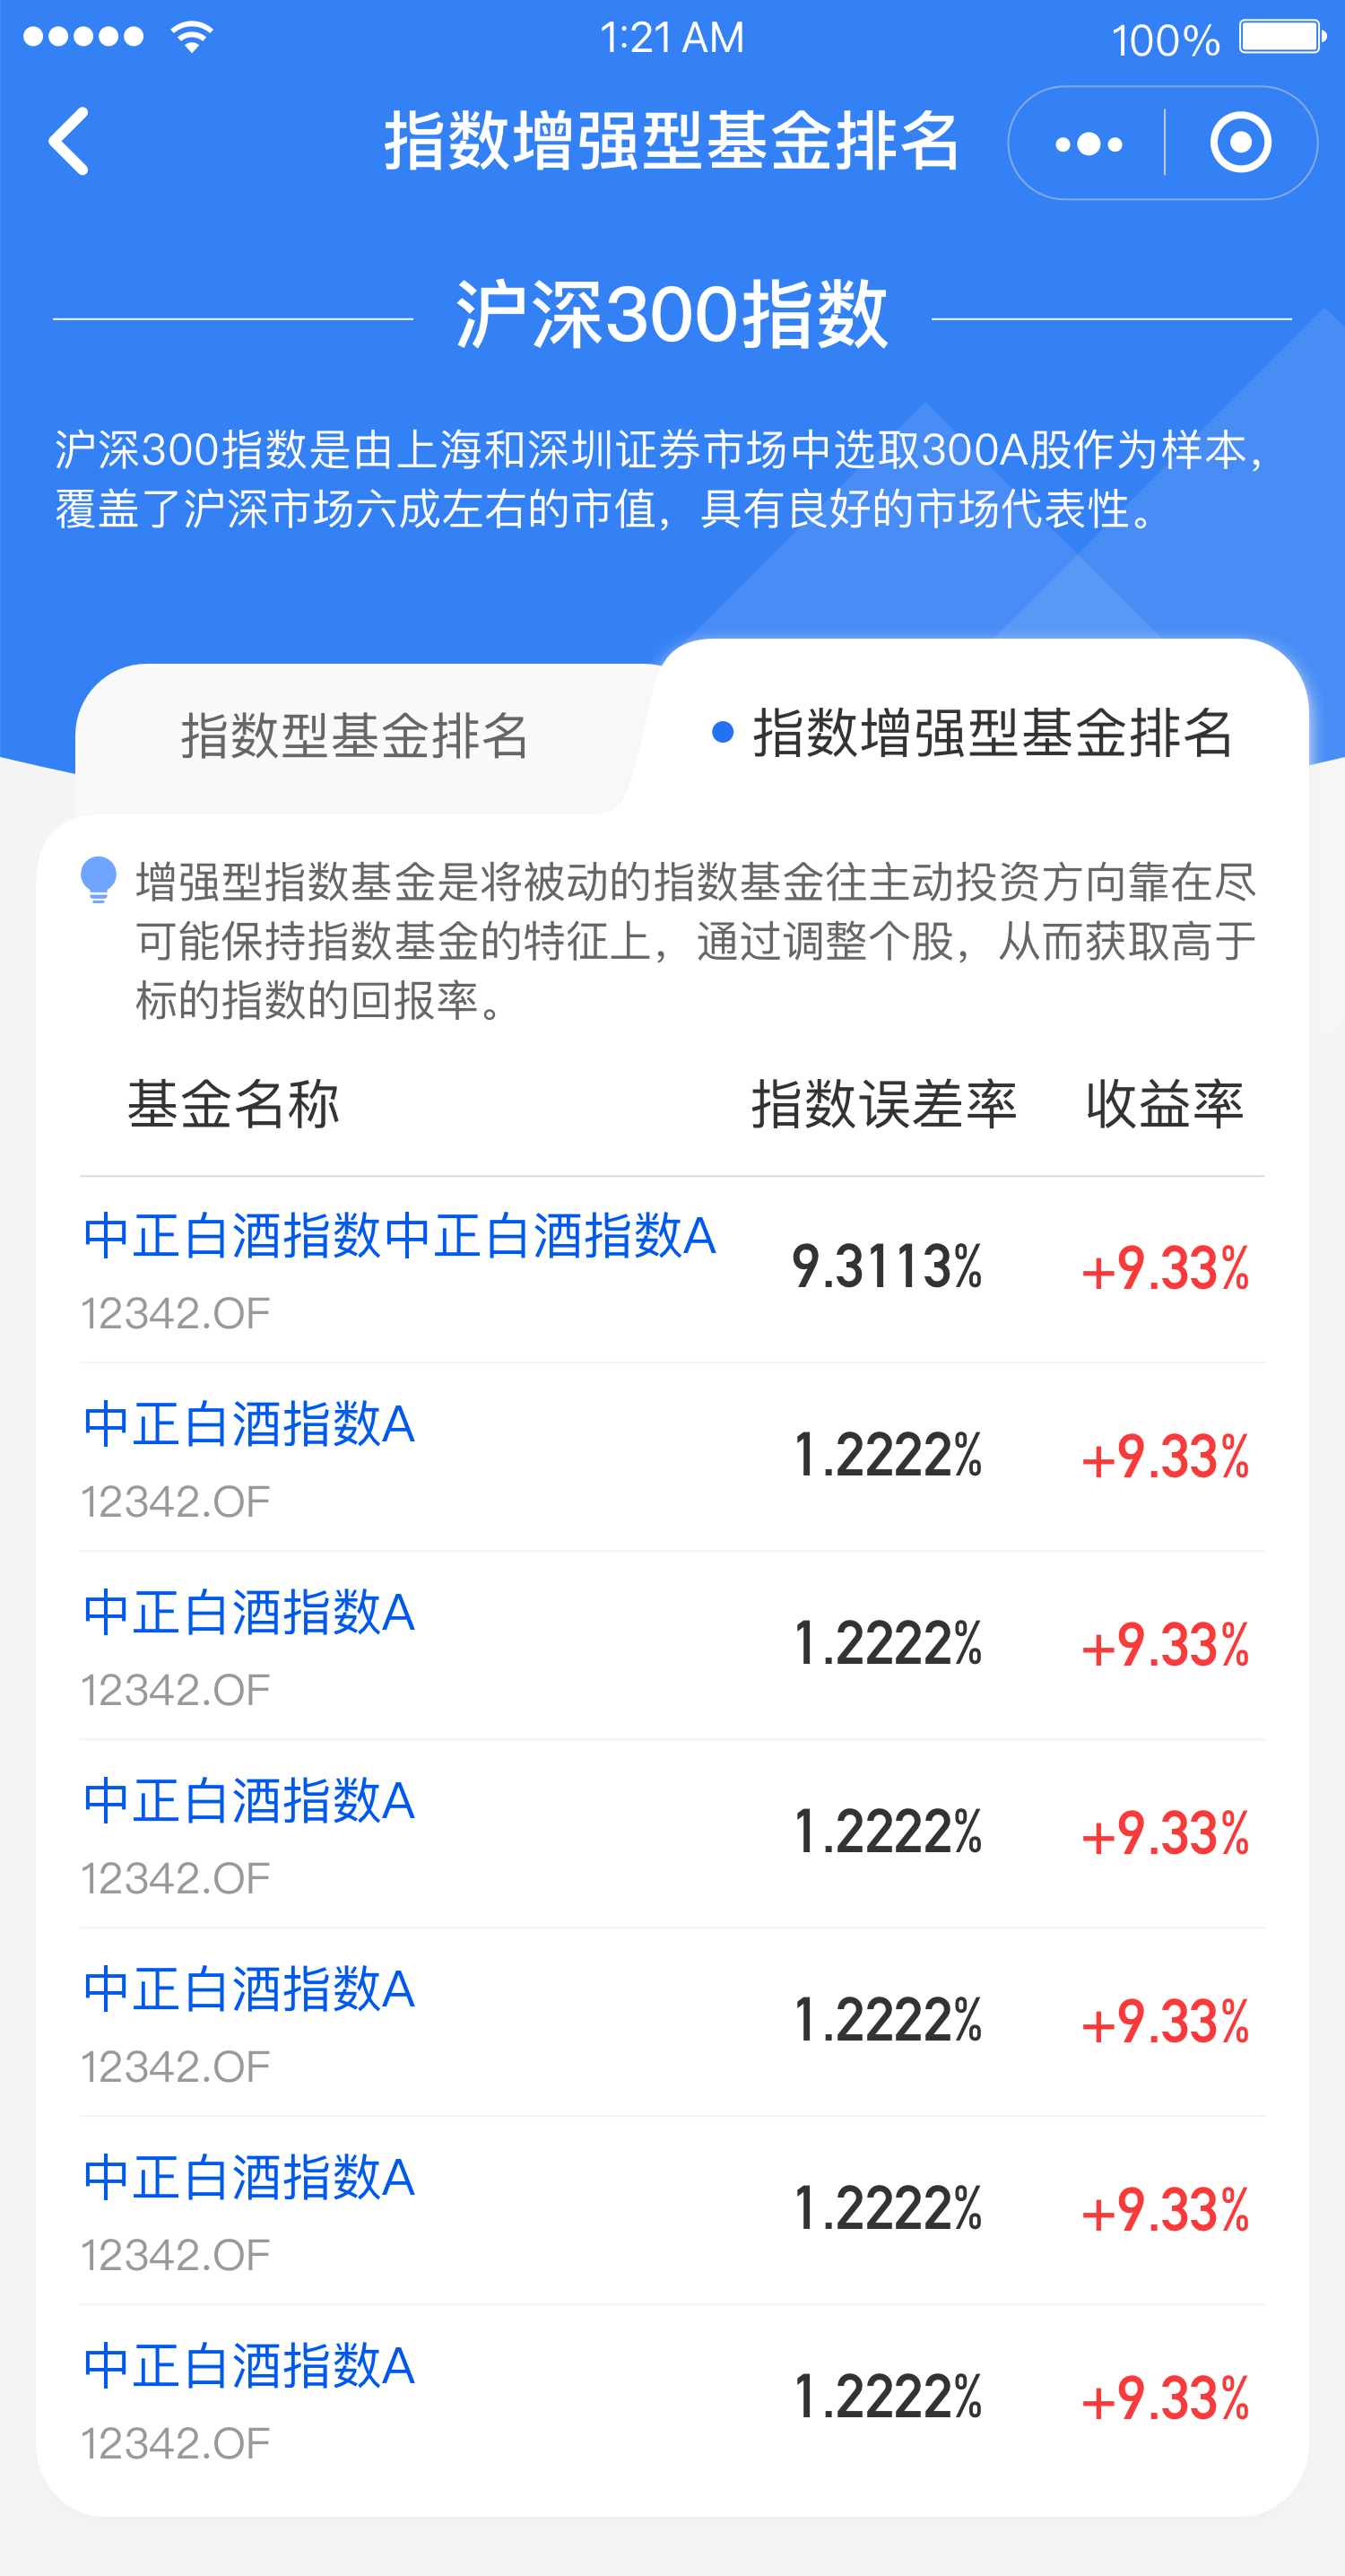 1:21 AM 100%
指数增强型基金排名
沪深300指数
沪深300指数是由上海和深圳证券市场中选取300A股作为样本，
覆盖了沪深市场六成左右的市值，具有良好的市场代表性。
指数型基金排名 指数增强型基金排名
增强型指数基金是将被动的指数基金往主动投资方向靠在尽
可能保持指数基金的特征上，通过调整个股，从而获取高于
标的指数的回报率。
基金名称 指数误差率 收益率
中正白酒指数中正白酒指数A
9.3113% +9.33%
12342.OF
中正白酒指数A
1.2222% +9.33%
12342.OF
中正白酒指数A
1.2222% +9.33%
12342.OF
中正白酒指数A
1.2222% +9.33%
12342.OF
中正白酒指数A
1.2222% +9.33%
12342.OF
中正白酒指数A
1.2222% +9.33%
12342.OF
中正白酒指数A
1.2222% +9.33%
12342.OF